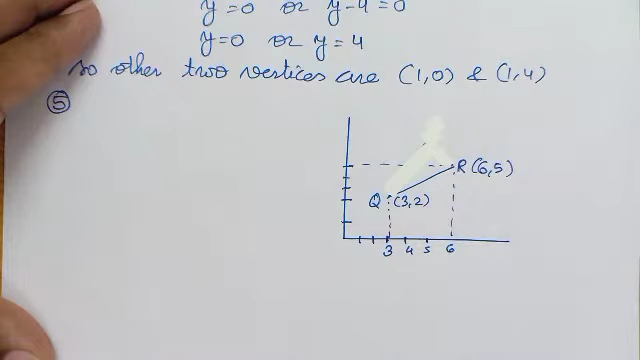 y=0 or y-4=0
y=0 or y=4
So other two vertices are (1,0) & (1,4)
5
R(6,5)
Q (3,2)
3 4 5 6